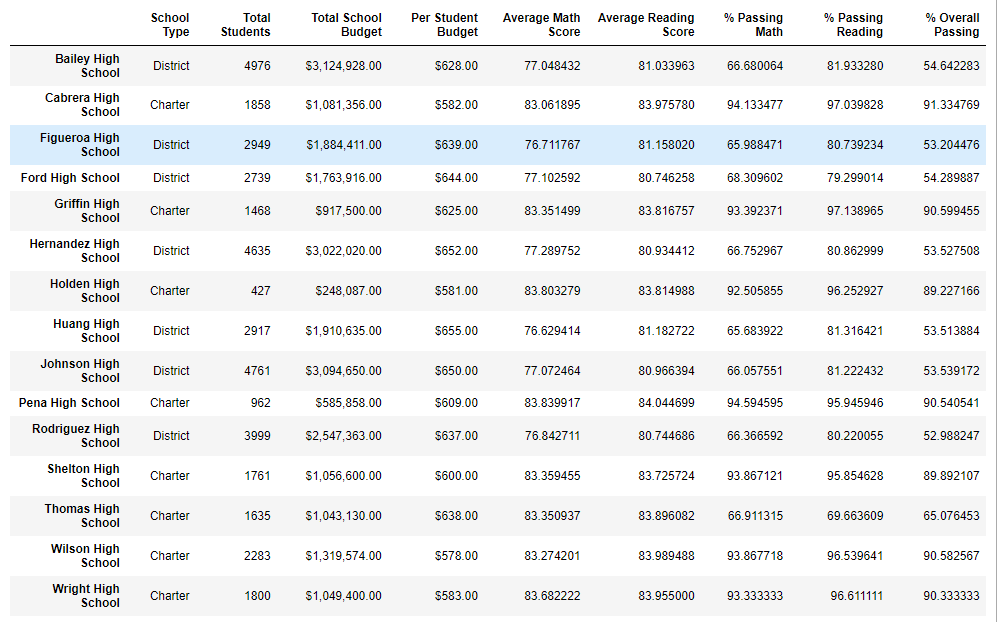 School Type Total Students Total School Budget Per Student Budget Average Math Score Average Reading Score % Passing Math % Passing Reading % Overall Passing
Bailey High School District 4976 $3,124,928.00 $628.00 77.048432 81.033963 66.680064 81.933280 54.642283
Cabrera High School Charter 1858 $1,081,356.00 $582.00 83.061895 83.975780 94.133477 97.039828 91.334769
Figueroa High School District 2949 $1,884,411.00 $639.00 76.711767 81.158020 65.988471 80.739234 53.204476
Ford High School District 2739 $1,763,916.00 $644.00 77.102592 80.746258 68.309602 79.299014 54.289887
Griffin High School Charter 1468 $917,500.00 $625.00 83.351499 83.816757 93.392371 97.138965 90.599455
Hernandez High School District 4635 $3,022,020.00 $652.00 77.289752 80.934412 66.752967 80.862999 53.527508
Holden High School Charter 427 $248,087.00 $581.00 83.803279 83.814988 92.505855 96.252927 89.227166
Huang High School District 2917 $1,910,635.00 $655.00 76.629414 81.182722 65.683922 81.316421 53.513884
Johnson High School District 4761 $3,094,650.00 $650.00 77.072464 80.966394 66.057551 81.222432 53.539172
Pena High School Charter 962 $585,858.00 $609.00 83.839917 84.044699 94.594595 95.945946 90.540541
Rodriguez High School District 3999 $2,547,363.00 $637.00 76.842711 80.744686 66.366592 80.220055 52.988247
Shelton High School Charter 1761 $1,056,600.00 $600.00 83.359455 83.725724 93.867121 95.854628 89.892107
Thomas High School Charter 1635 $1,043,130.00 $638.00 83.350937 83.896082 66.911315 69.663609 65.076453
Wilson High School Charter 2283 $1,319,574.00 $578.00 83.274201 83.989488 93.867718 96.539641 90.582567
Wright High School Charter 1800 $1,049,400.00 $583.00 83.682222 83.955000 93.333333 96.611111 90.333333